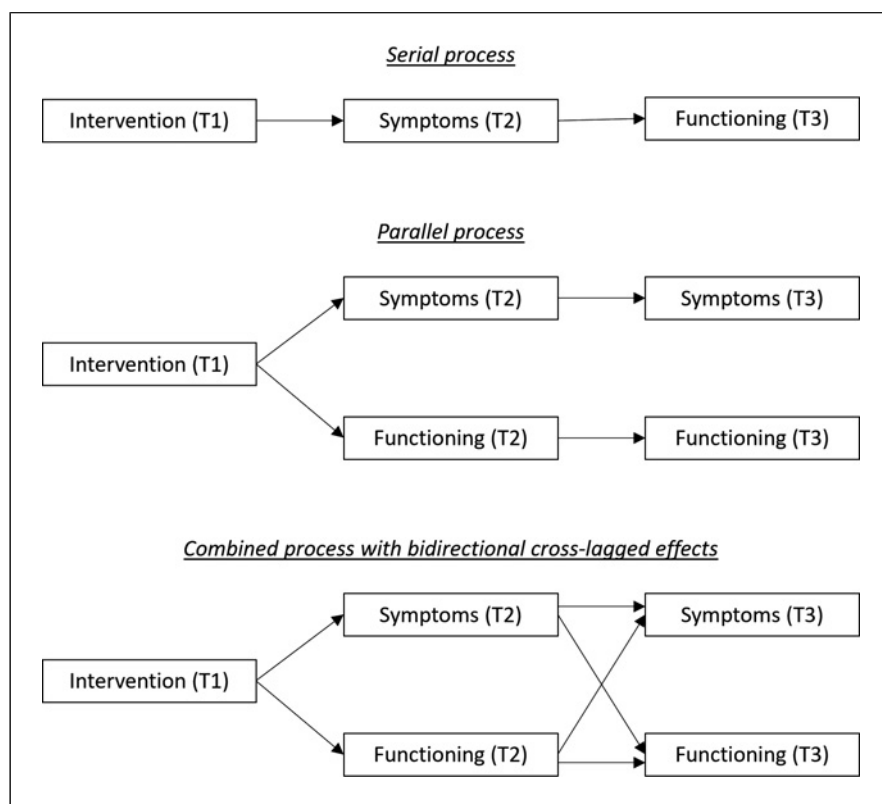 Serial process
Intervention (T1)
Symptoms (T2)
Functioning (T3)
Parallel process
Symptoms (T2)
Symptoms (T3)
Intervention (T1)
Functioning (T2)
Functioning (T3)
Combined process with bidirectional cross-lagged effects
Symptoms (T2)
Symptoms (T3)
Intervention (T1)
Functioning (T2)
Functioning (T3)